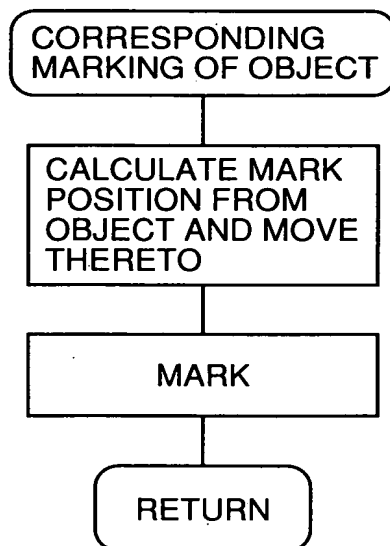 CORRESPONDING
MARKING OF OBJECT
CALCULATE MARK
POSITION FROM
OBJECT AND MOVE
THERETO
MARK
RETURN